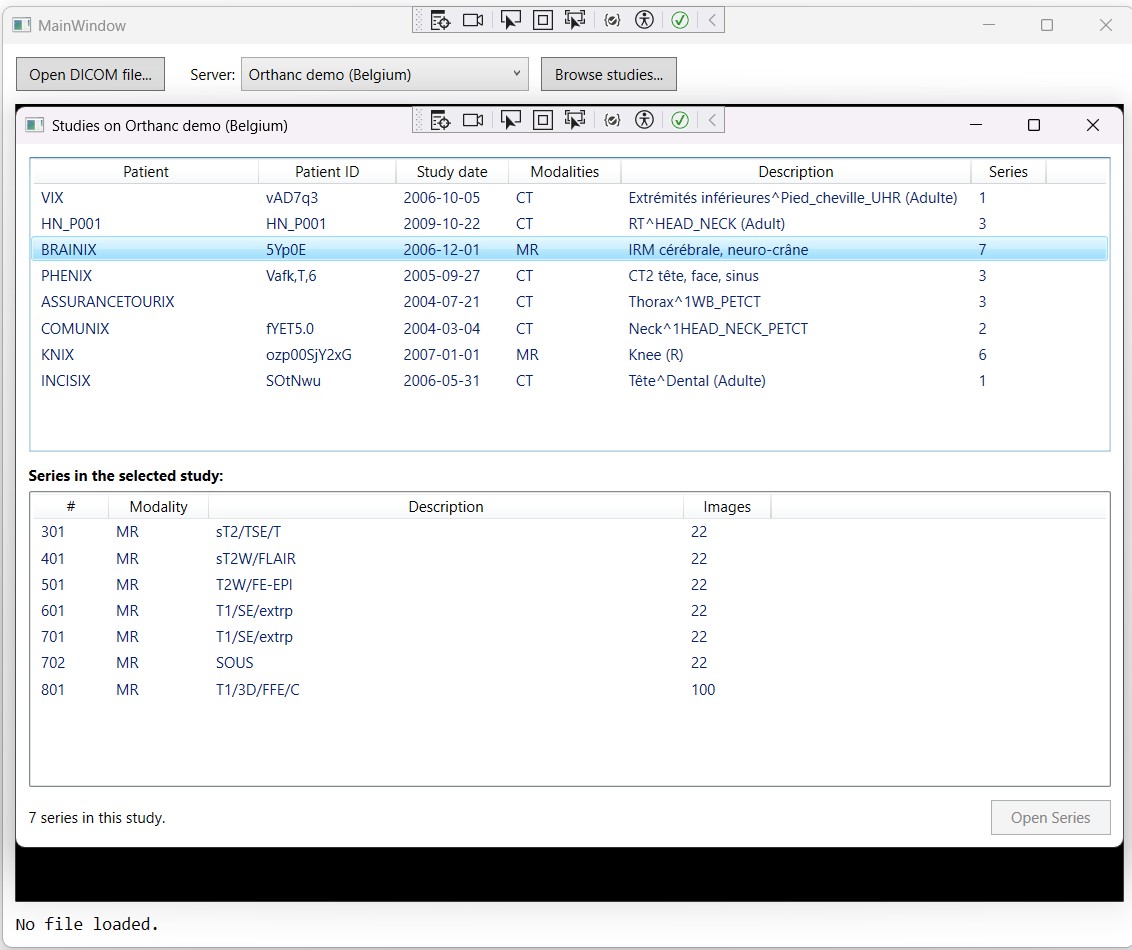 MainWindow
Open DICOM file... Server: Orthanc demo (Belgium) Browse studies...
Studies on Orthanc demo (Belgium)
Patient Patient ID Study date Modalities Description Series
VIX vAD7q3 2006-10-05 CT Extrémités inférieures^Pied_cheville_UHR (Adulte) 1
HN_P001 HN_P001 2009-10-22 CT RT^HEAD_NECK (Adult) 3
BRAINIX 5Yp0E 2006-12-01 MR IRM cérébrale, neuro-crâne 7
PHENIX Vafk,T,6 2005-09-27 CT CT2 tête, face, sinus 3
ASSURANCETOURIX 2004-07-21 CT Thorax^1WB_PETCT 3
COMUNIX fYET5.0 2004-03-04 CT Neck^1HEAD_NECK_PETCT 2
KNIX ozp00SjY2xG 2007-01-01 MR Knee (R) 6
INCISIX SOtNwu 2006-05-31 CT Tête^Dental (Adulte) 1
Series in the selected study:
# Modality Description Images
301 MR sT2/TSE/T 22
401 MR sT2W/FLAIR 22
501 MR T2W/FE-EPI 22
601 MR T1/SE/extrp 22
701 MR T1/SE/extrp 22
702 MR SOUS 22
801 MR T1/3D/FFE/C 100
7 series in this study. Open Series
No file loaded.